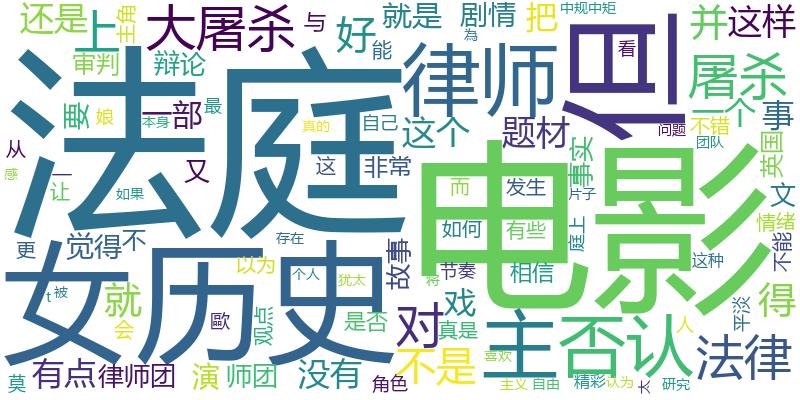 还是 上 主角 大屠杀 与 好 就是 能 剧情 把 中规中矩 并 这样
审判 辩论 為 但 看 屠杀
法庭 律师 电影
要 娘 一部 最 这个 题材 问题 不错 一个 事
从 本身 又 真的 自己 团队 英国
感 一 让 如果 这 非常 而 发生 事实 片子 文
女 历史 更 觉得 不 存在 故事 如何 有些 庭上 情绪 不能
以为 个人 犹太 节奏 相信 将 这种
t 被 就 会 歐 观点 是否 对 戏 真是 主 否认 人 平淡 得
莫 有点 律师团 演 师团 没有 角色 不是 喜欢 主义 自由 精彩 认为 太 研究 法律